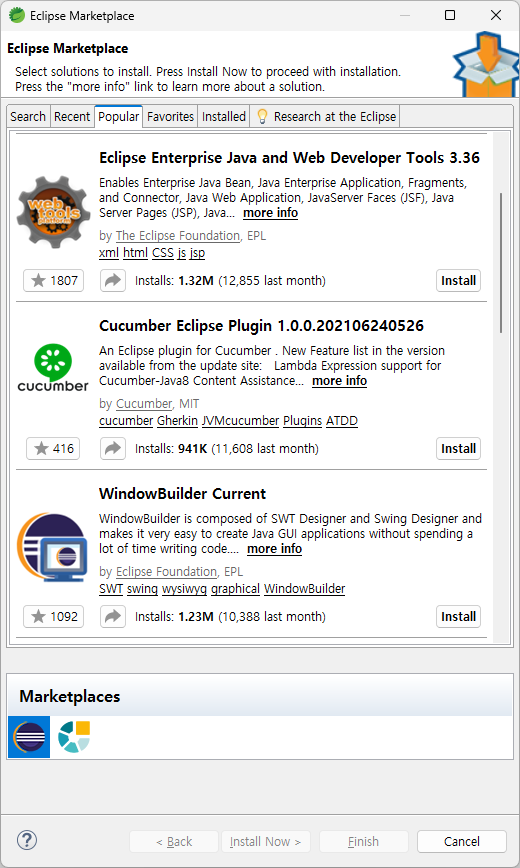 Eclipse Marketplace
Eclipse Marketplace
Select solutions to install. Press Install Now to proceed with installation.
Press the "more info" link to learn more about a solution.
Search Recent Popular Favorites Installed Research at the Eclipse
Eclipse Enterprise Java and Web Developer Tools 3.36
Enables Enterprise Java Bean, Java Enterprise Application, Fragments,
and Connector, Java Web Application, JavaServer Faces (JSF), Java
Server Pages (JSP), Java... more info
web
tools
platform
by The Eclipse Foundation, EPL
xml html CSS js jsp
1807 Installs: 1.32M (12,855 last month) Install
Cucumber Eclipse Plugin 1.0.0.202106240526
An Eclipse plugin for Cucumber . New Feature list in the version
available from the update site: Lambda Expression support for
Cucumber-Java8 Content Assistance... more info
cucumber
by Cucumber, MIT
cucumber Gherkin JVMcucumber Plugins ATDD
416 Installs: 941K (11,608 last month) Install
WindowBuilder Current
WindowBuilder is composed of SWT Designer and Swing Designer and
makes it very easy to create Java GUI applications without spending a
lot of time writing code.... more info
by Eclipse Foundation, EPL
SWT swing wysiwyg graphical WindowBuilder
1092 Installs: 1.23M (10,388 last month) Install
Marketplaces
? < Back Install Now > Finish Cancel